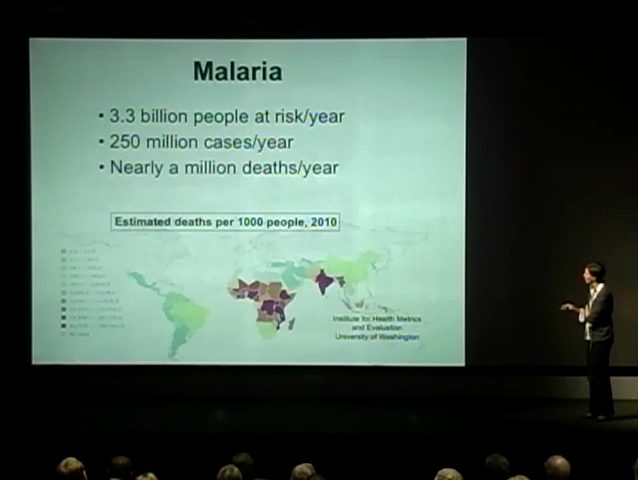 Malaria
• 3.3 billion people at risk/year
• 250 million cases/year
• Nearly a million deaths/year
Estimated deaths per 1000 people, 2010
Institute for Health Metrics
and Evaluation
University of Washington